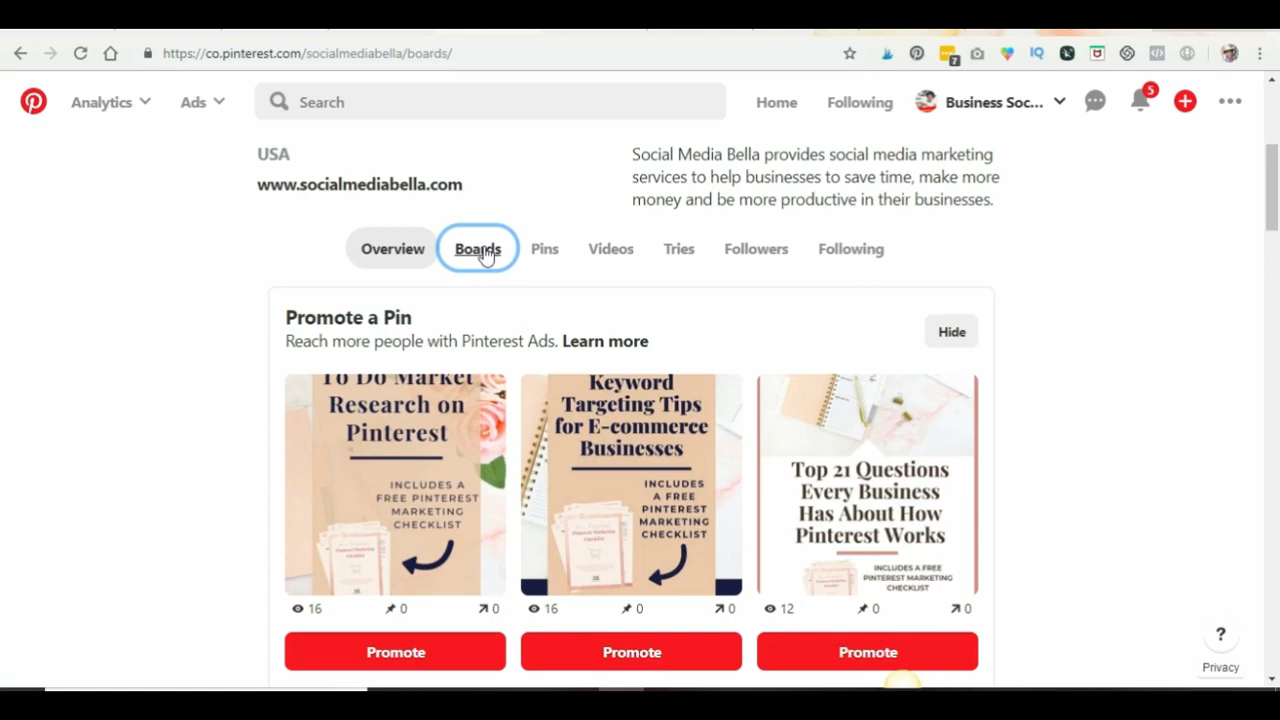 https://co.pinterest.com/socialmediabella/boards/
7
IQ
Analytics
Ads
Search
Home
Following
Business Soc...
5
USA
www.socialmediabella.com
Social Media Bella provides social media marketing
services to help businesses to save time, make more
money and be more productive in their businesses.
Overview
Boards
Pins
Videos
Tries
Followers
Following
Promote a Pin
Reach more people with Pinterest Ads. Learn more
Hide
To Do Market
Research on
Pinterest
INCLUDES A
FREE PINTEREST
MARKETING
CHECKLIST
16
0
0
Promote
Keyword
Targeting Tips
for E-commerce
Businesses
INCLUDES
A FREE
PINTEREST
MARKETING
CHECKLIST
16
0
0
Promote
Top 21 Questions
Every Business
Has About How
Pinterest Works
INCLUDES A FREE
PINTEREST MARKETING
CHECKLIST
12
0
0
Promote
?
Privacy